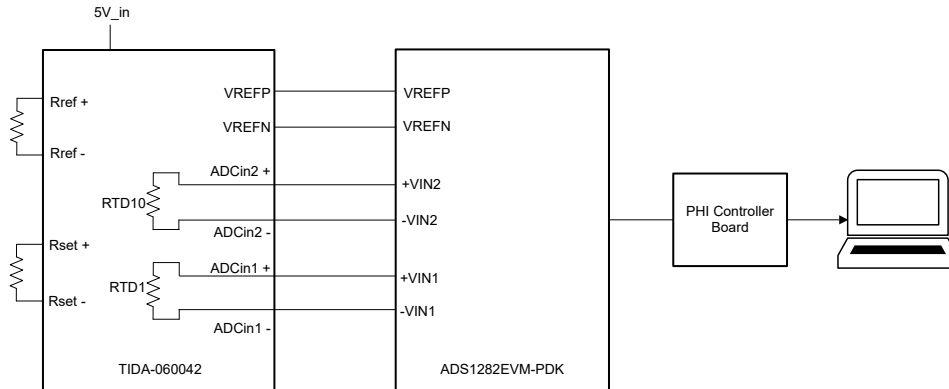 5V_in
Rref +
Rref -
Rset +
Rset -
VREFP
VREFN
ADCin2 +
RTD10
ADCin2 -
ADCin1 +
RTD1
ADCin1 -
TIDA-060042
VREFP
VREFN
+VIN2
-VIN2
+VIN1
-VIN1
ADS1282EVM-PDK
PHI Controller
Board